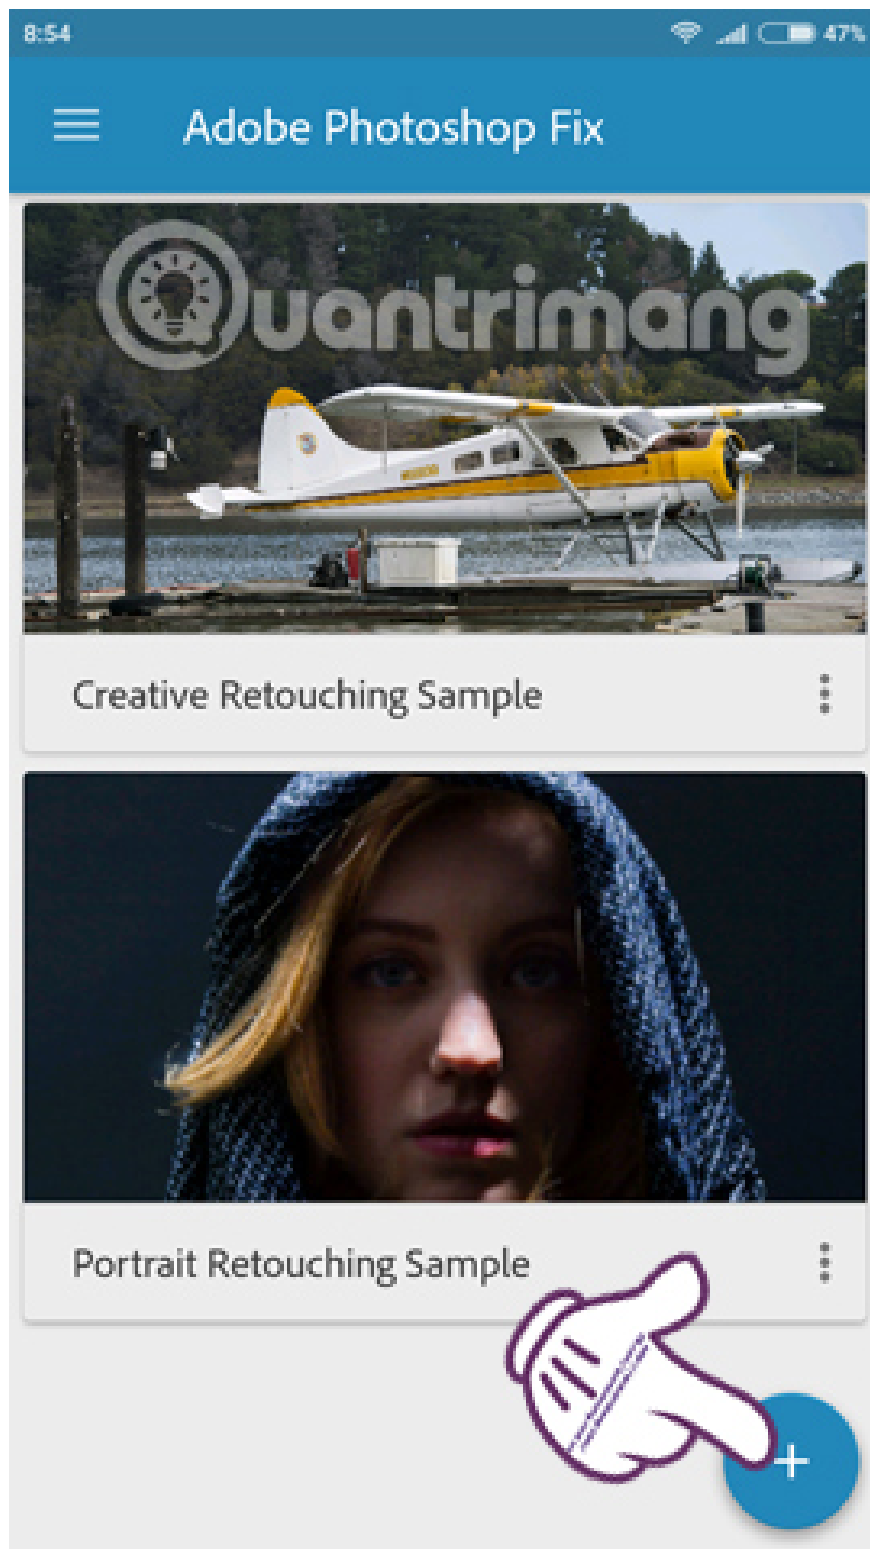 8:54
47%
Adobe Photoshop Fix
Quantrimang
Creative Retouching Sample
Portrait Retouching Sample